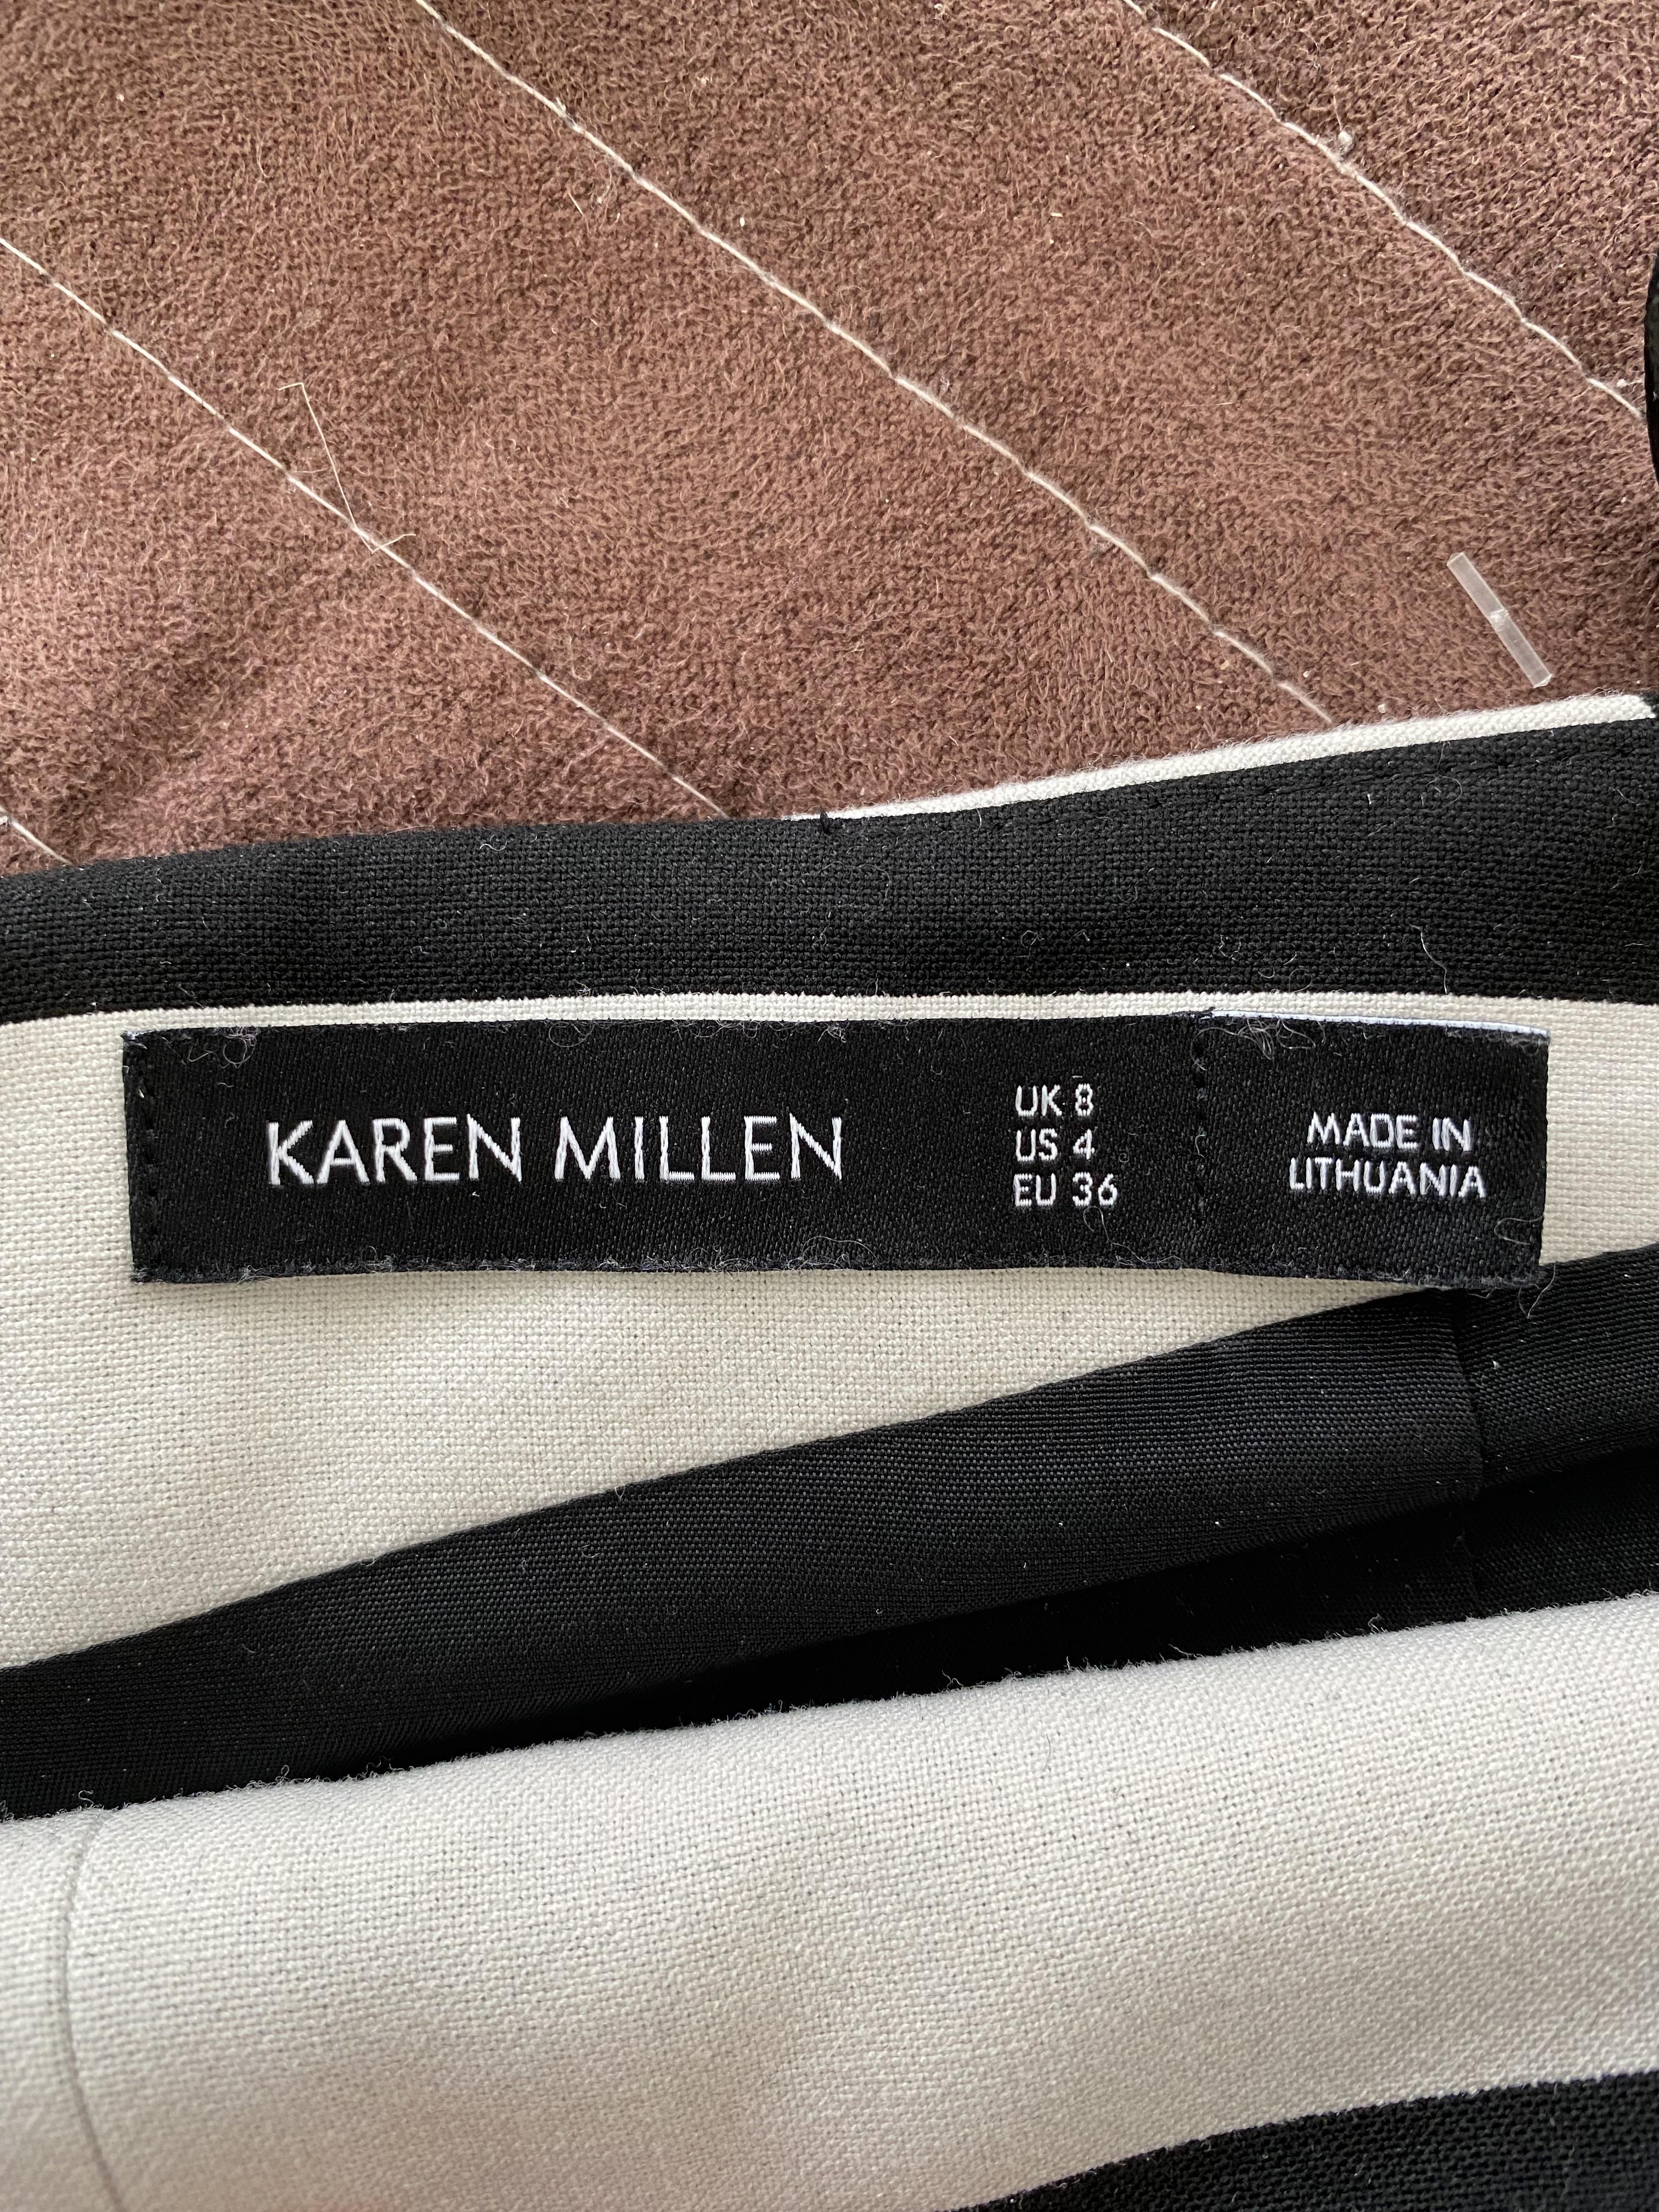 KAREN MILLEN
UK 8
US 4
EU 36
MADE IN
LITHUANIA